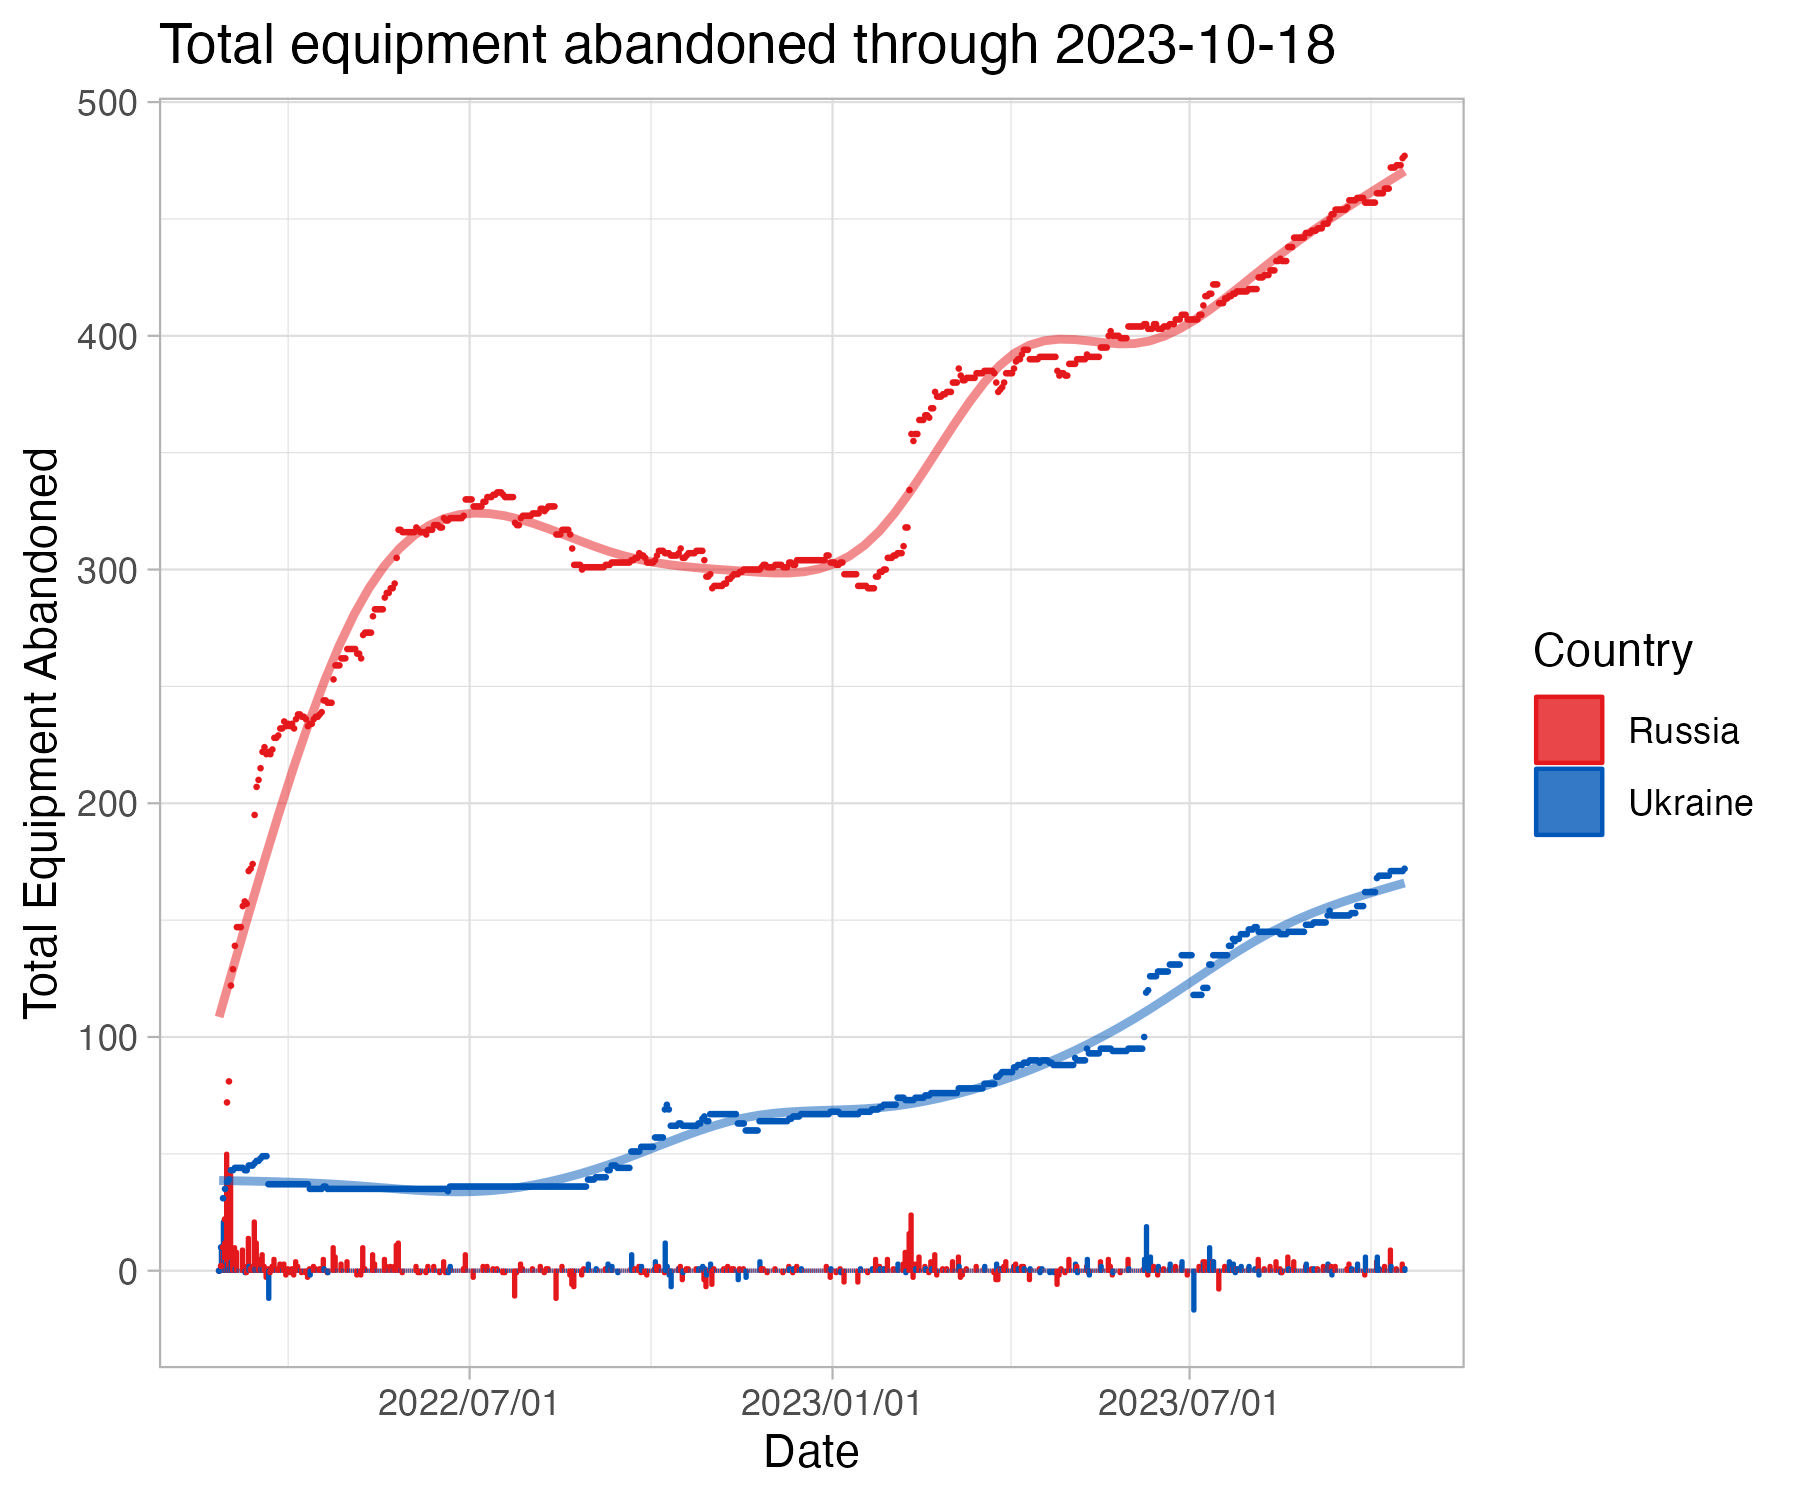 Total equipment abandoned through 2023-10-18
Total Equipment Abandoned
500
400
300
200
100
0
2022/07/01
2023/01/01
2023/07/01
Date
Country
Russia
Ukraine